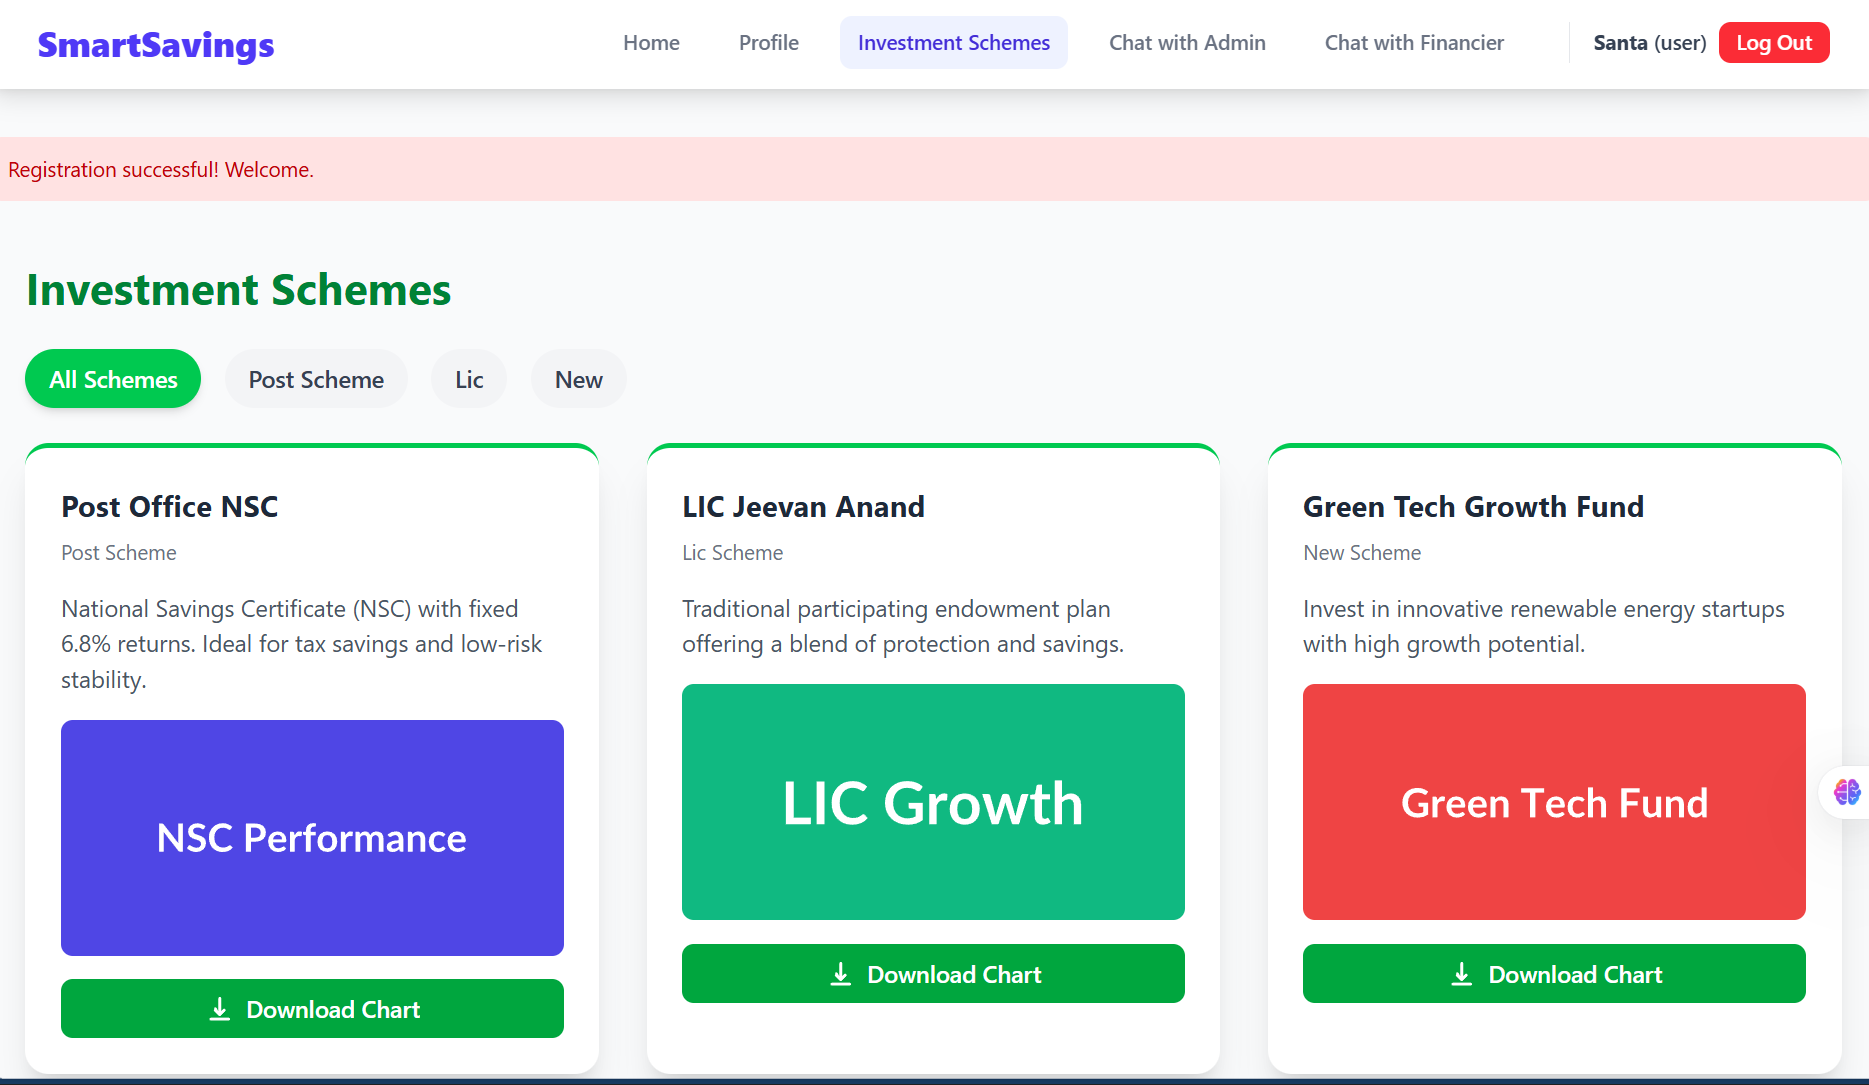 SmartSavings
Home
Profile
Investment Schemes
Chat with Admin
Chat with Financier
Santa (user)
Log Out
Registration successful! Welcome.
Investment Schemes
All Schemes
Post Scheme
Lic
New
Post Office NSC
Post Scheme
National Savings Certificate (NSC) with fixed
6.8% returns. Ideal for tax savings and low-risk
stability.
NSC Performance
Download Chart
LIC Jeevan Anand
Lic Scheme
Traditional participating endowment plan
offering a blend of protection and savings.
LIC Growth
Download Chart
Green Tech Growth Fund
New Scheme
Invest in innovative renewable energy startups
with high growth potential.
Green Tech Fund
Download Chart